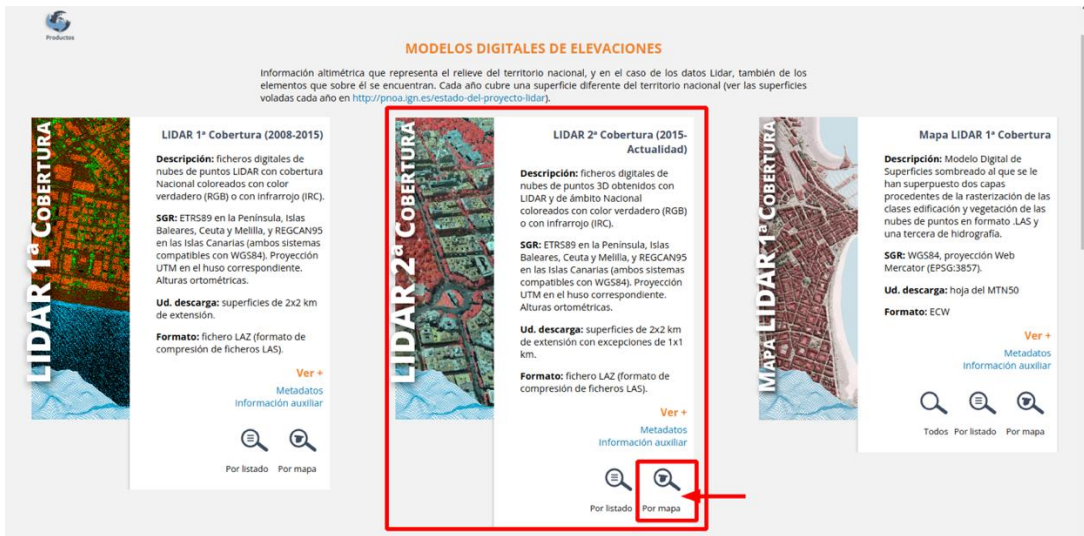 Productos
MODELOS DIGITALES DE ELEVACIONES
Información altimétrica que representa el relieve del territorio nacional, y en el caso de los datos Lidar, también de los
elementos que sobre él se encuentran. Cada año cubre una superficie diferente del territorio nacional (ver las superficies
voladas cada año en http://pnoa.ign.es/estado-del-proyecto-lidar).
LIDAR 1ª COBERTURA
LIDAR 1ª Cobertura (2008-2015)
Descripción: ficheros digitales de
nubes de puntos LIDAR con cobertura
Nacional coloreados con color
verdadero (RGB) o con infrarrojo (IRC).
SGR: ETRS89 en la Península, Islas
Baleares, Ceuta y Melilla, y REGCAN95
en las Islas Canarias (ambos sistemas
compatibles con WGS84). Proyección
UTM en el huso correspondiente.
Alturas ortométricas.
Ud. descarga: superficies de 2x2 km
de extensión.
Formato: fichero LAZ (formato de
compresión de ficheros LAS).
Ver +
Metadatos
Información auxiliar
Por listado Por mapa
LIDAR 2ª COBERTURA
LIDAR 2ª Cobertura (2015-
Actualidad)
Descripción: ficheros digitales de
nubes de puntos 3D obtenidos con
LIDAR y de ámbito Nacional
coloreados con color verdadero (RGB)
o con infrarrojo (IRC).
SGR: ETRS89 en la Península, Islas
Baleares, Ceuta y Melilla, y REGCAN95
en las Islas Canarias (ambos sistemas
compatibles con WGS84). Proyección
UTM en el huso correspondiente.
Alturas ortométricas.
Ud. descarga: superficies de 2x2 km
de extensión con excepciones de 1x1
km.
Formato: fichero LAZ (formato de
compresión de ficheros LAS).
Ver +
Metadatos
Información auxiliar
Por listado Por mapa
MAPA LIDAR 1ª COBERTURA
Mapa LIDAR 1ª Cobertura
Descripción: Modelo Digital de
Superficies sombreado al que se le
han superpuesto dos capas
procedentes de la rasterización de las
clases edificación y vegetación de las
nubes de puntos en formato .LAS y
una tercera de hidrografía.
SGR: WGS84, proyección Web
Mercator (EPSG:3857).
Ud. descarga: hoja del MTN50
Formato: ECW
Ver +
Metadatos
Información auxiliar
Todos Por listado Por mapa